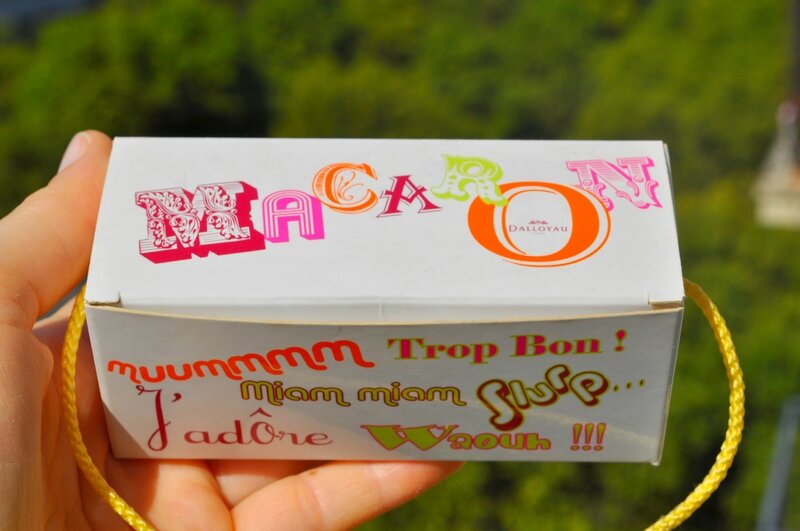 MACARON
DALLOYAU
muummmm
Trop Bon !
Miam miam
Slurp...
J'adÔre
Waouh !!!